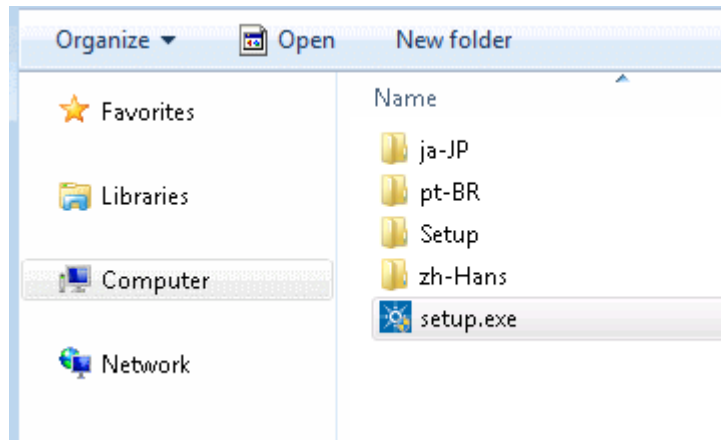 Organize Open New folder
Favorites
Libraries
Computer
Network
Name
ja-JP
pt-BR
Setup
zh-Hans
setup.exe